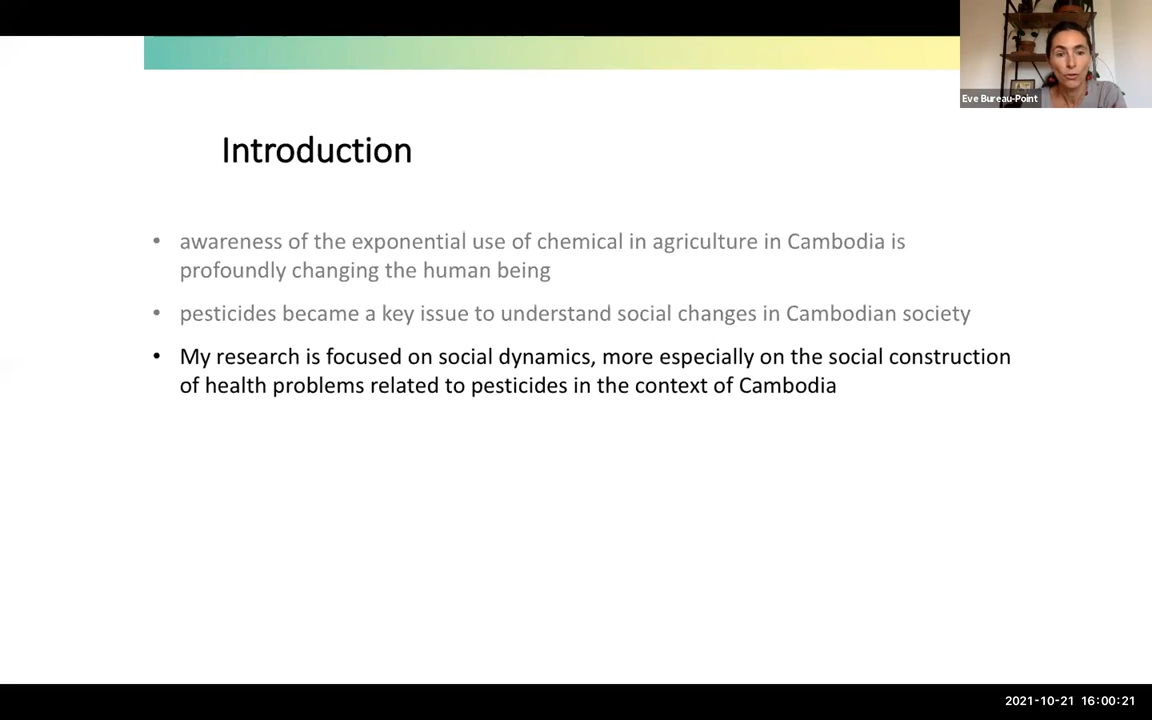 Eve Bureau-Point
Introduction
• awareness of the exponential use of chemical in agriculture in Cambodia is
profoundly changing the human being
• pesticides became a key issue to understand social changes in Cambodian society
• My research is focused on social dynamics, more especially on the social construction
of health problems related to pesticides in the context of Cambodia
2021-10-21 16:00:21